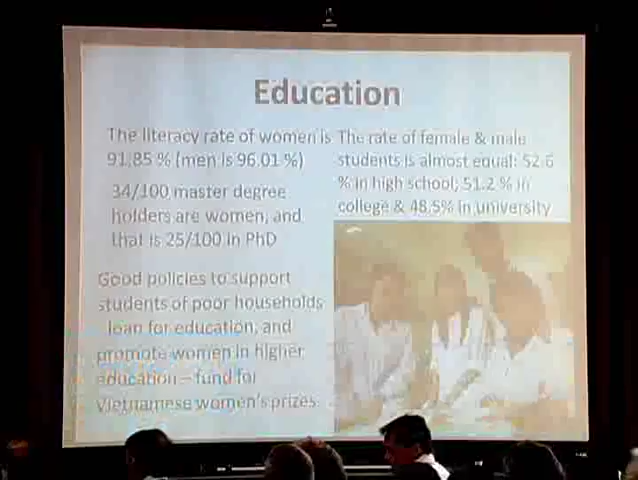 Education
The literacy rate of women is
91,85 % (men is 96.01 %)
34/100 master degree
holders are women, and
that is 25/100 in PhD
Good policies to support
students of poor households
loan for education, and
promote women in higher
education – fund for
Vietnamese women's prizes.
The rate of female & male
students is almost equal: 52.6
% in high school; 51.2 % in
college & 48.5% in university